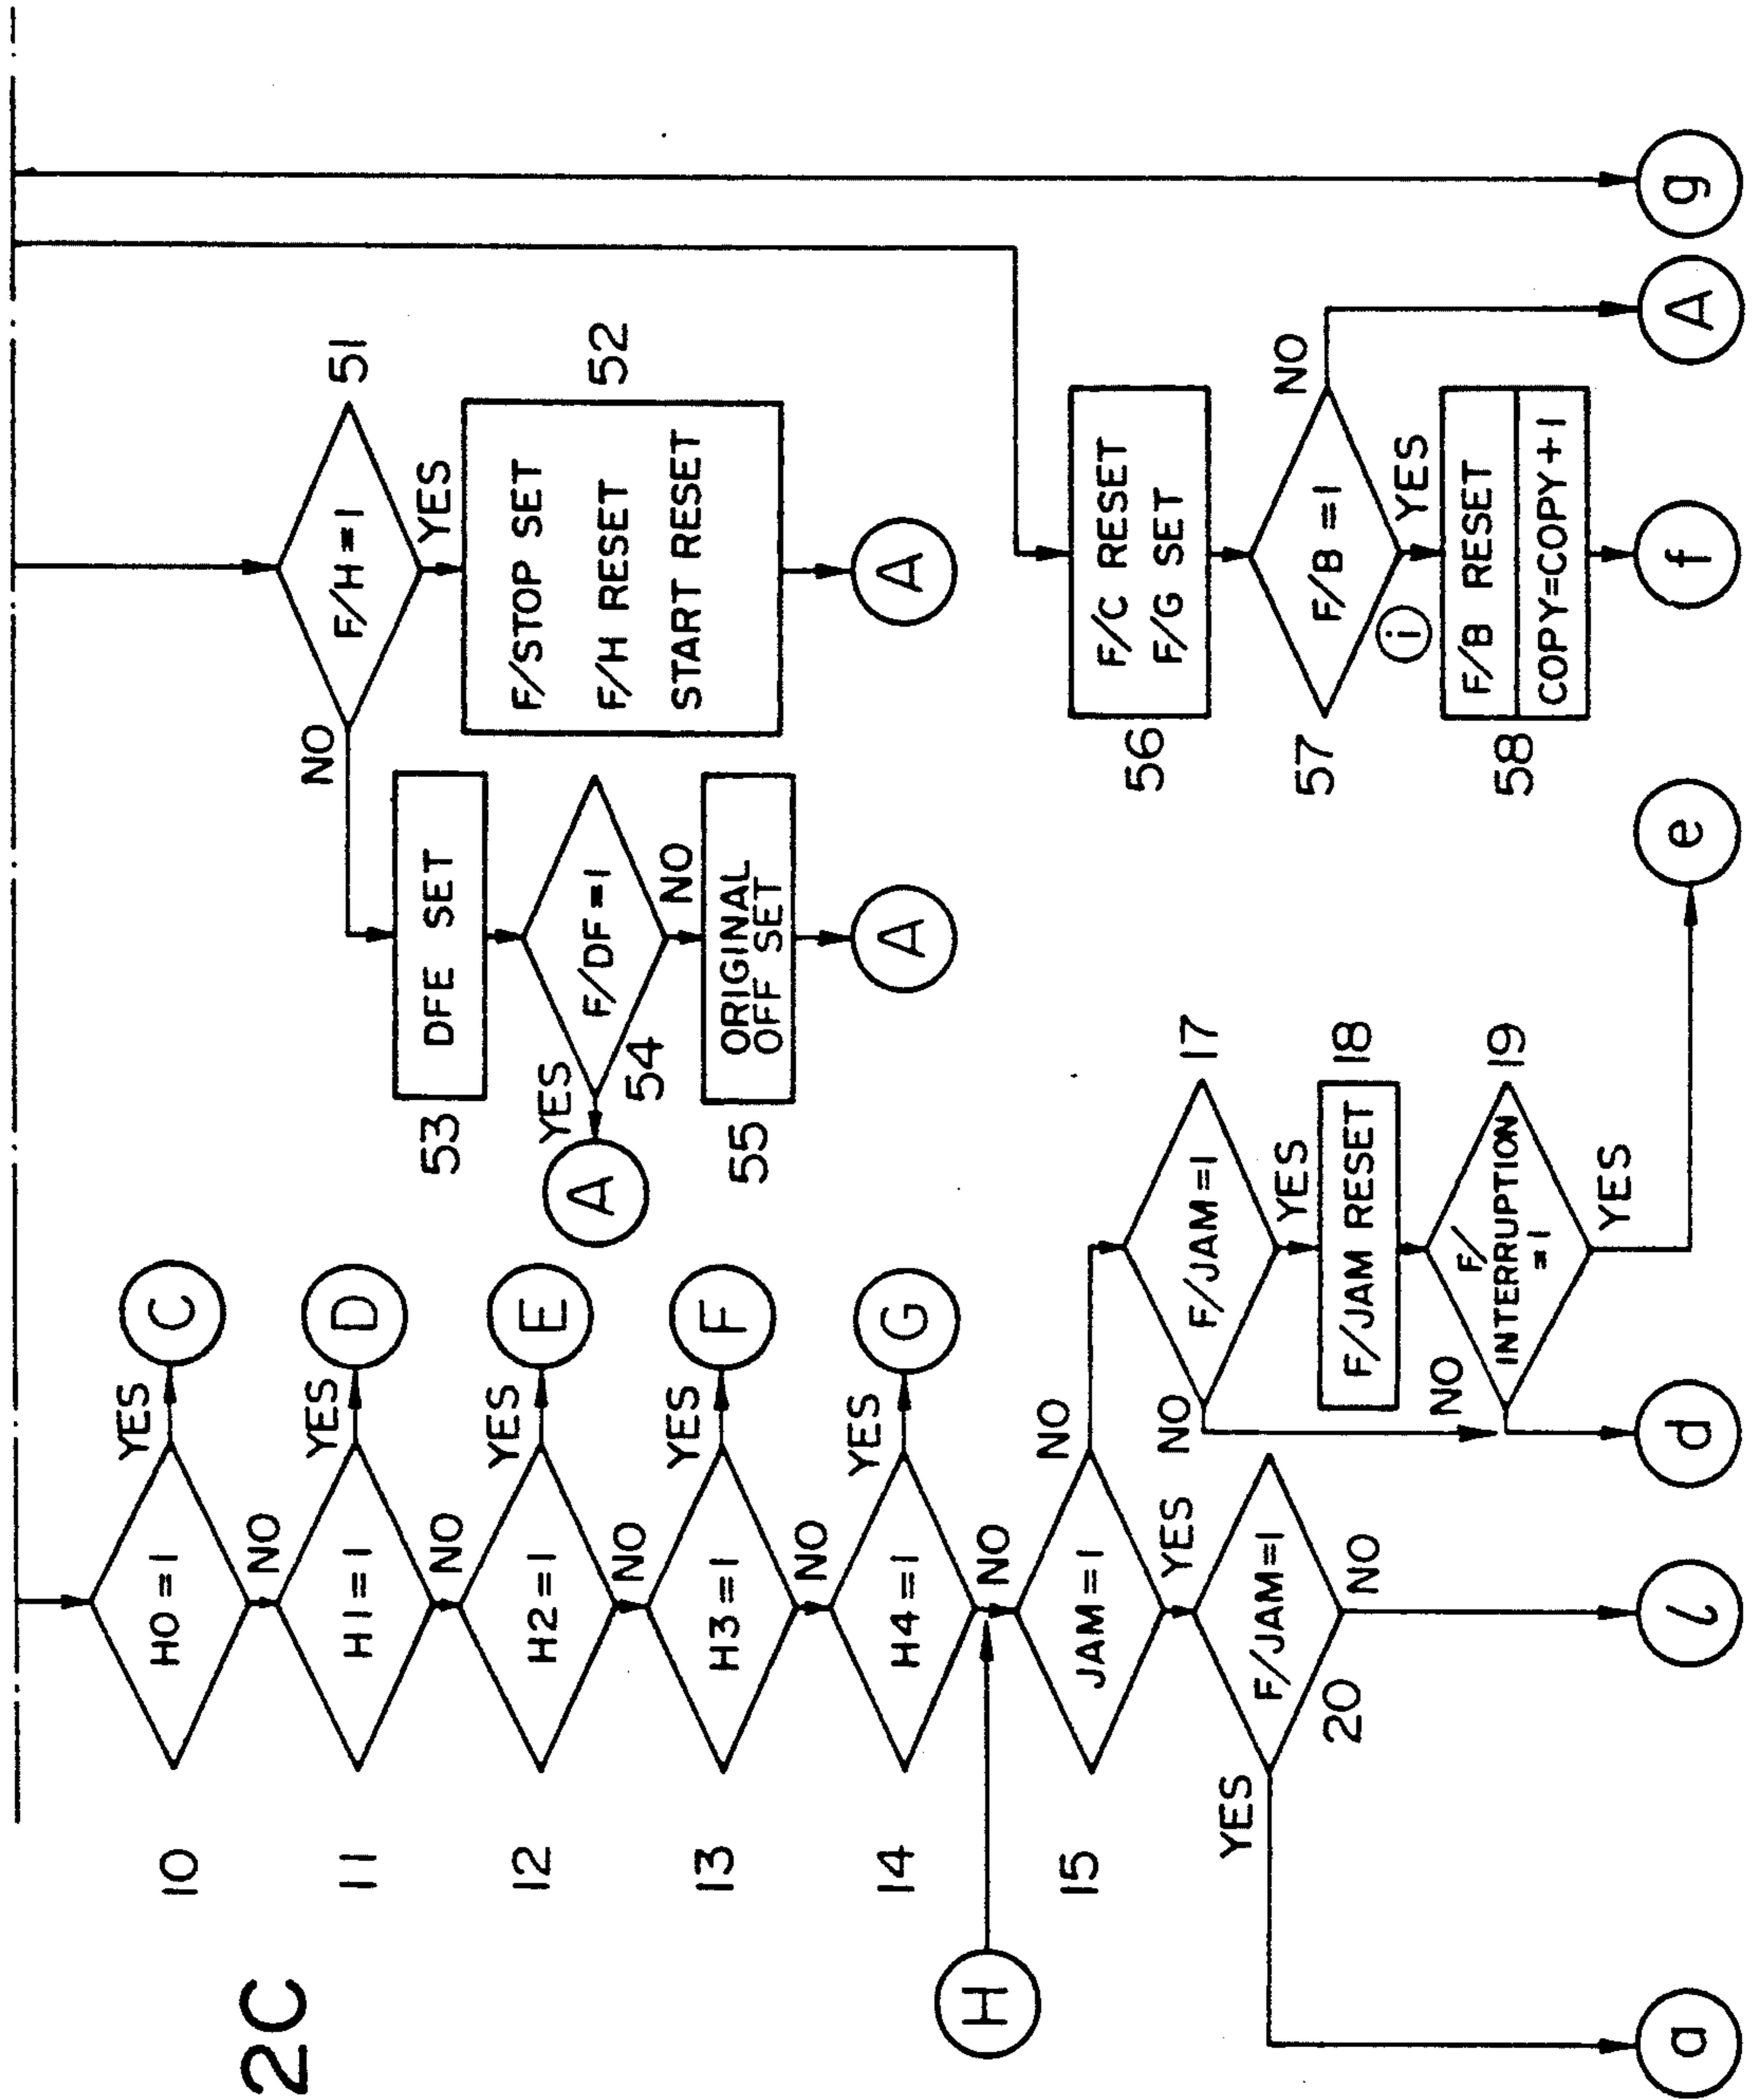 2C
10
H0=1
YES
C
NO
11
H1=1
YES
D
NO
12
H2=1
YES
E
NO
13
H3=1
YES
F
NO
14
H4=1
YES
G
NO
H
15
JAM=1
NO
YES
F/JAM=1
20
YES
NO
a
l
F/JAM=1
17
NO
YES
F/JAM RESET
18
F/
INTERRUPTION
=1
19
NO
YES
d
e
F/H=1
51
NO
YES
F/STOP SET
F/H RESET
START RESET
52
A
53
DFE SET
F/DF=1
54
YES
A
NO
55
ORIGINAL
OFF SET
A
56
F/C RESET
F/G SET
57
F/B=1
NO
A
i
YES
58
F/B RESET
COPY=COPY+1
f
g